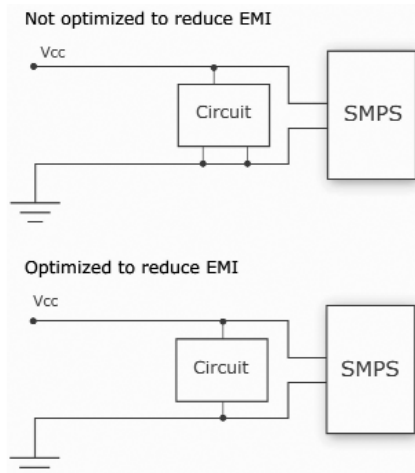 Not optimized to reduce EMI
Vcc
Circuit
SMPS
Optimized to reduce EMI
Vcc
Circuit
SMPS